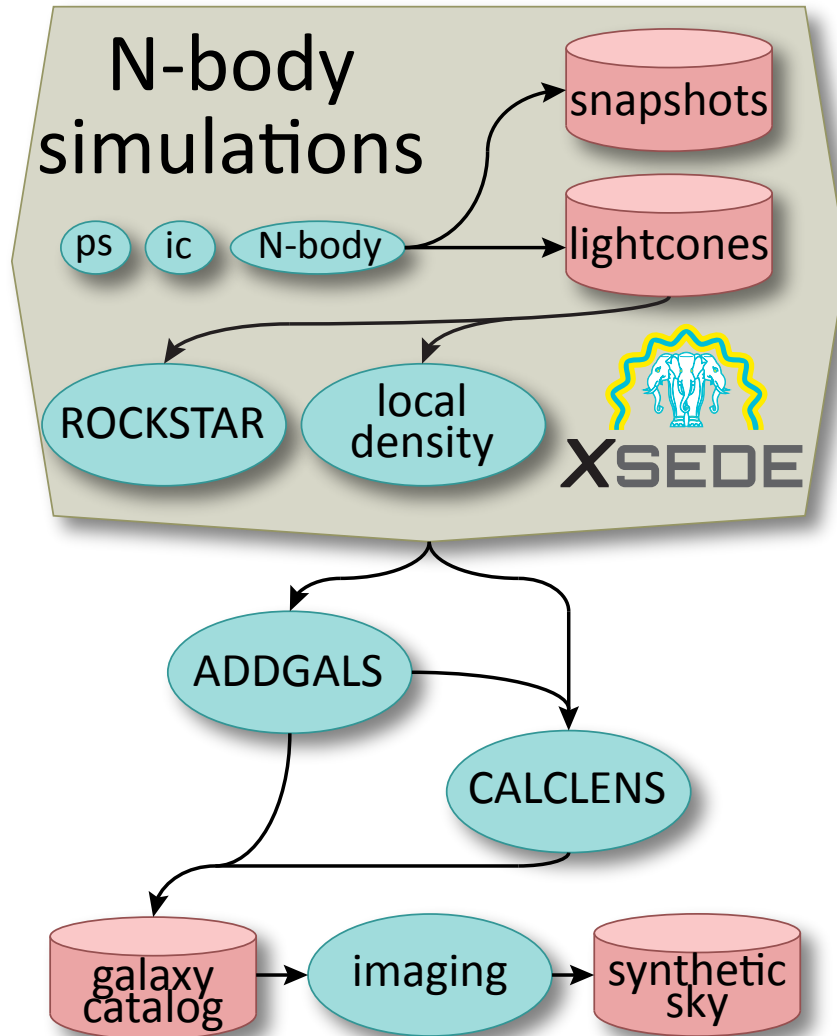 N-body
simulations
snapshots
ps
ic
N-body
lightcones
ROCKSTAR
local
density
XSEDE
ADDGALS
CALCLENS
galaxy
catalog
imaging
synthetic
sky